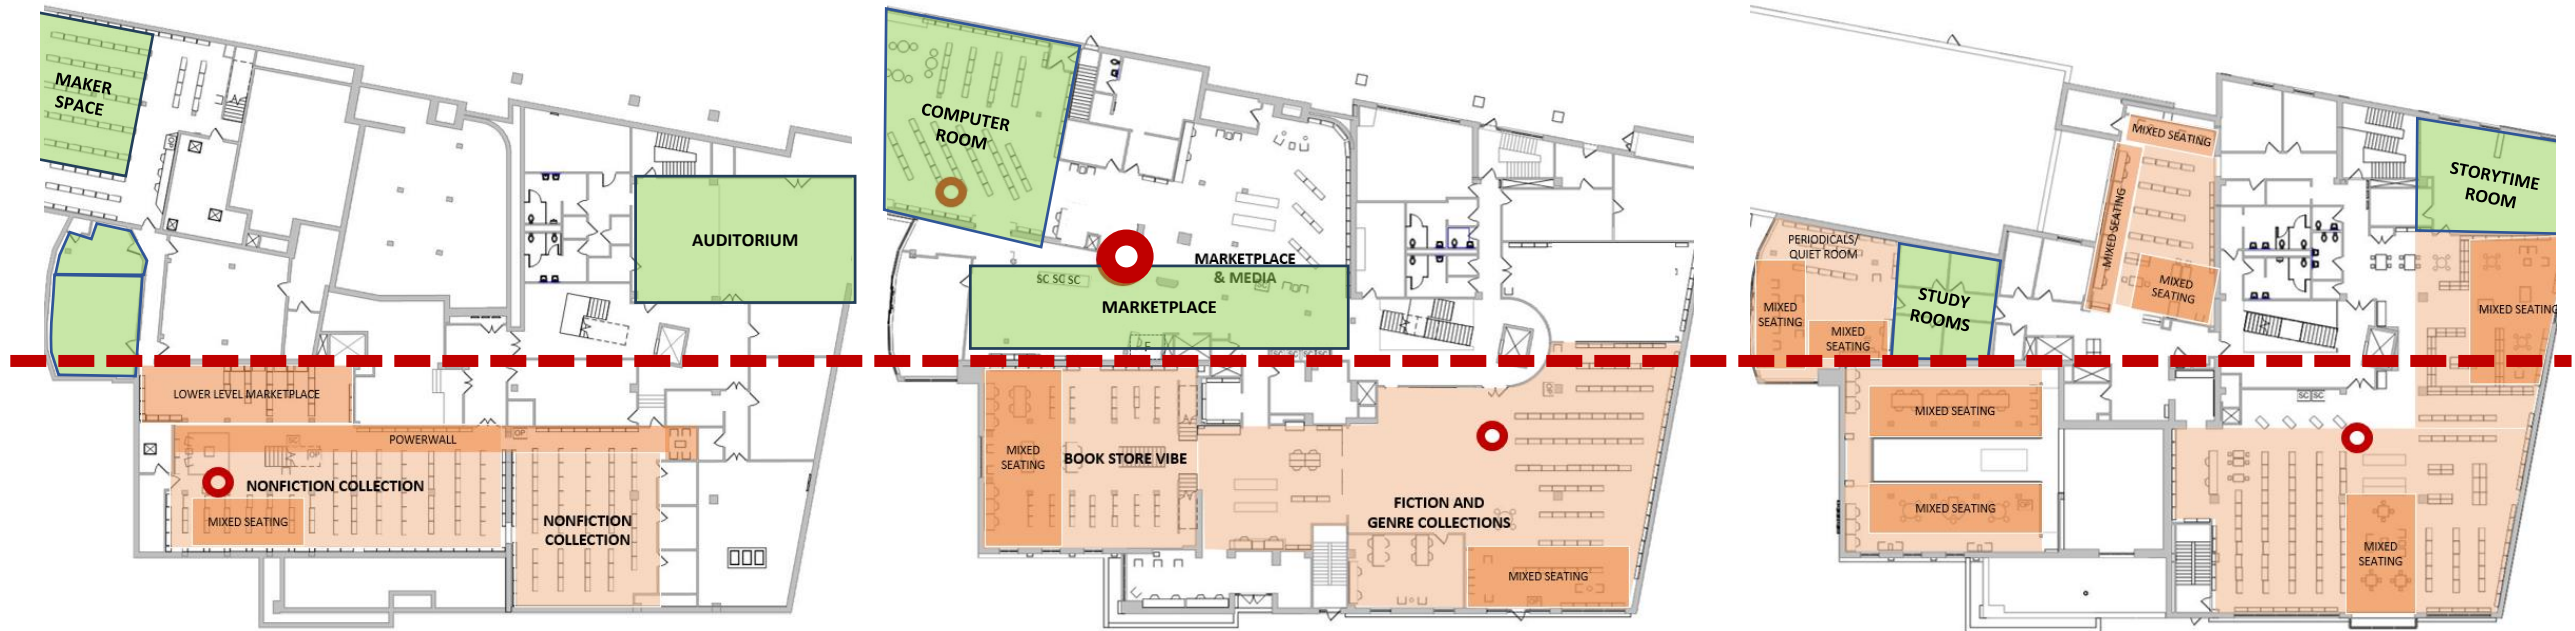 MAKER
SPACE
AUDITORIUM
LOWER LEVEL MARKETPLACE
POWERWALL
NONFICTION COLLECTION
MIXED SEATING
NONFICTION
COLLECTION
COMPUTER
ROOM
MARKETPLACE
& MEDIA
SC SC SC
MARKETPLACE
MIXED
SEATING
BOOK STORE VIBE
FICTION AND
GENRE COLLECTIONS
MIXED SEATING
MIXED SEATING
MIXED SEATING
MIXED
SEATING
PERIODICALS/
QUIET ROOM
MIXED
SEATING
MIXED
SEATING
STUDY
ROOMS
STORYTIME
ROOM
MIXED SEATING
SC SC
MIXED SEATING
MIXED SEATING
MIXED
SEATING